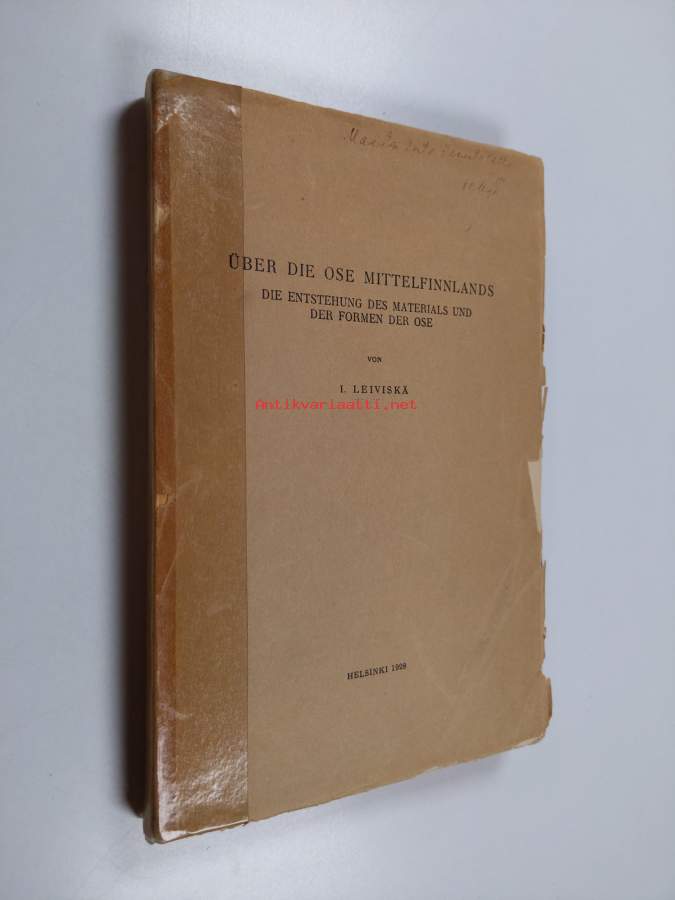 ÜBER DIE OSE MITTELFINNLANDS
DIE ENTSTEHUNG DES MATERIALS UND
DER FORMEN DER OSE
VON
I. LEIVISKÄ
Antikvariaatti.net
HELSINKI 1928